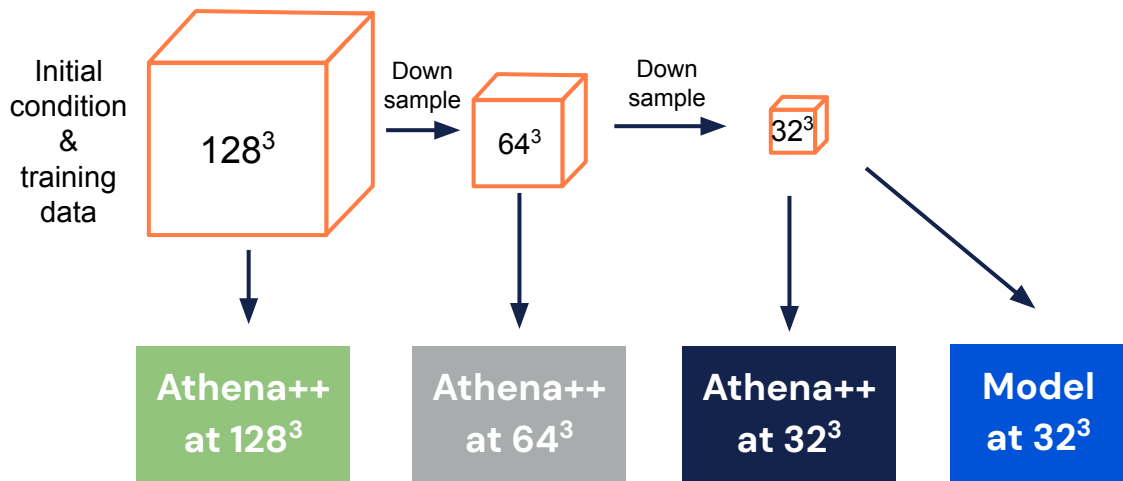 Initial
condition
&
training
data
128³
Down
sample
64³
Down
sample
32³
Athena++
at 128³
Athena++
at 64³
Athena++
at 32³
Model
at 32³